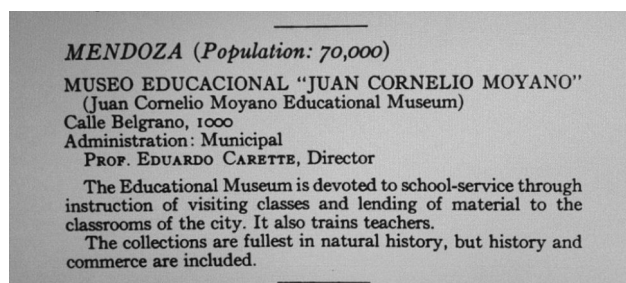 MENDOZA (Population: 70,000)
MUSEO EDUCACIONAL "JUAN CORNELIO MOYANO"
(Juan Cornelio Moyano Educational Museum)
Calle Belgrano, 1000
Administration: Municipal
PROF. EDUARDO CARETTE, Director
The Educational Museum is devoted to school-service through
instruction of visiting classes and lending of material to the
classrooms of the city. It also trains teachers.
The collections are fullest in natural history, but history and
commerce are included.